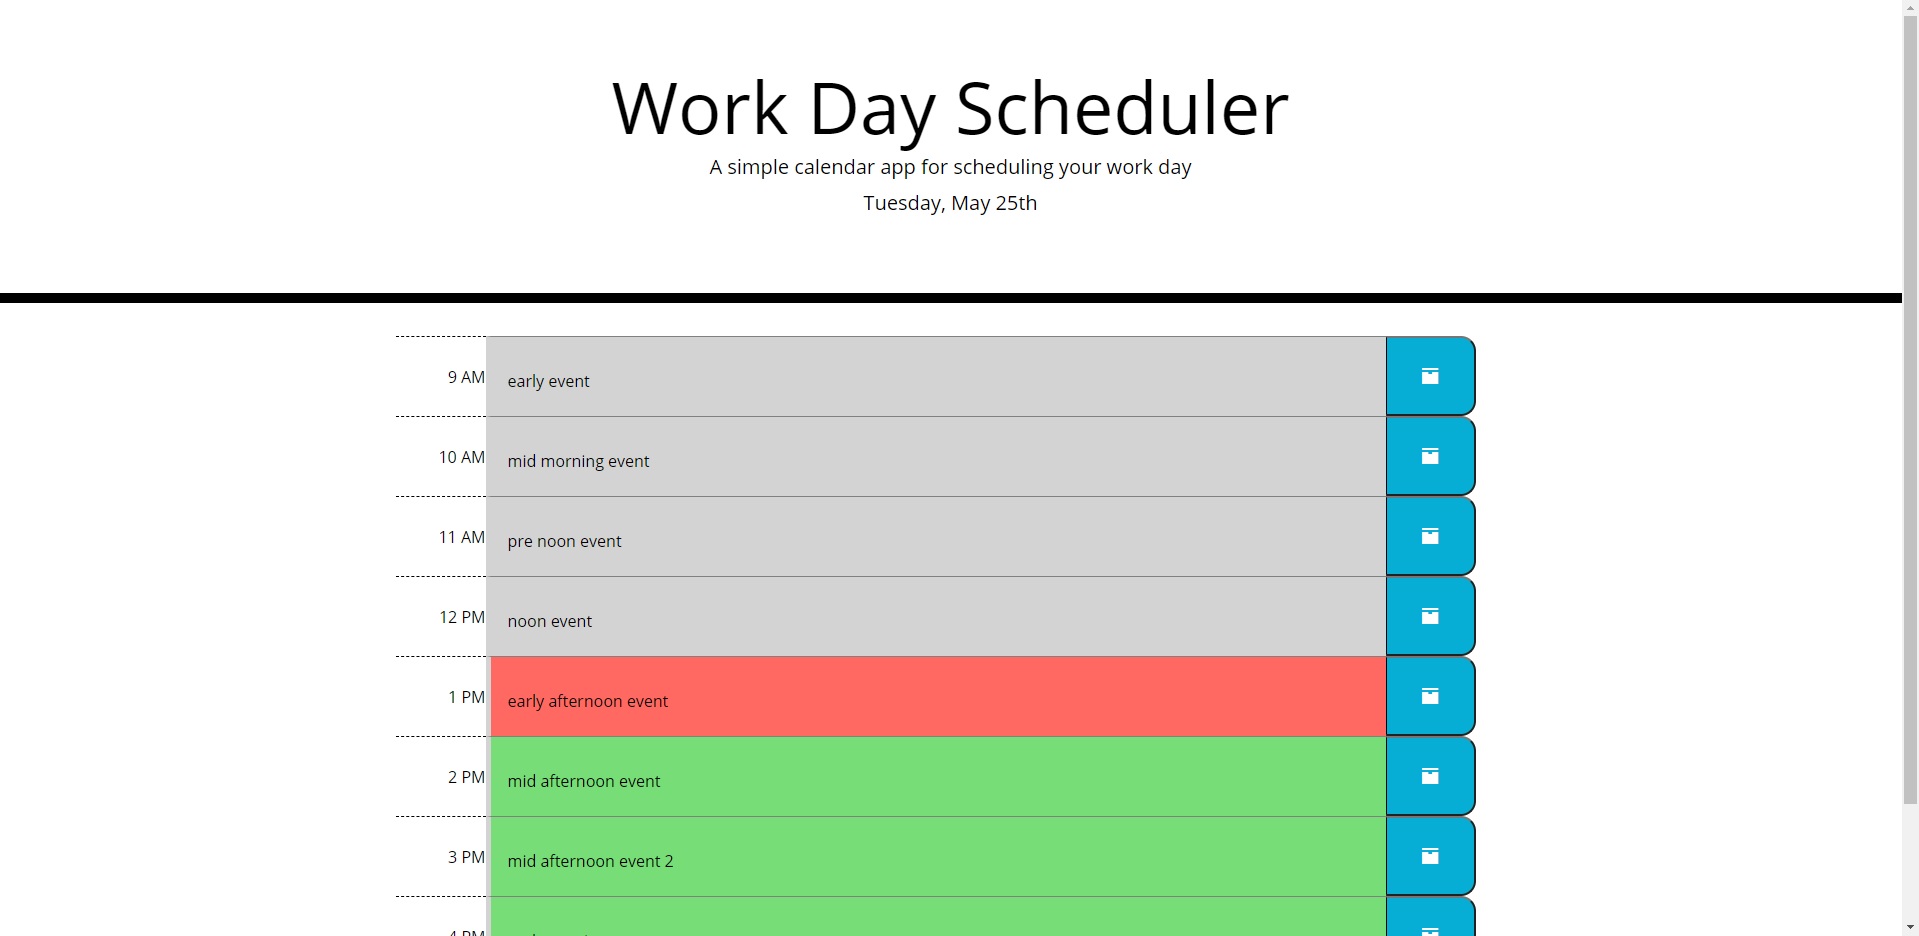 Work Day Scheduler
A simple calendar app for scheduling your work day
Tuesday, May 25th
9 AM early event
10 AM mid morning event
11 AM pre noon event
12 PM noon event
1 PM early afternoon event
2 PM mid afternoon event
3 PM mid afternoon event 2
4 PM